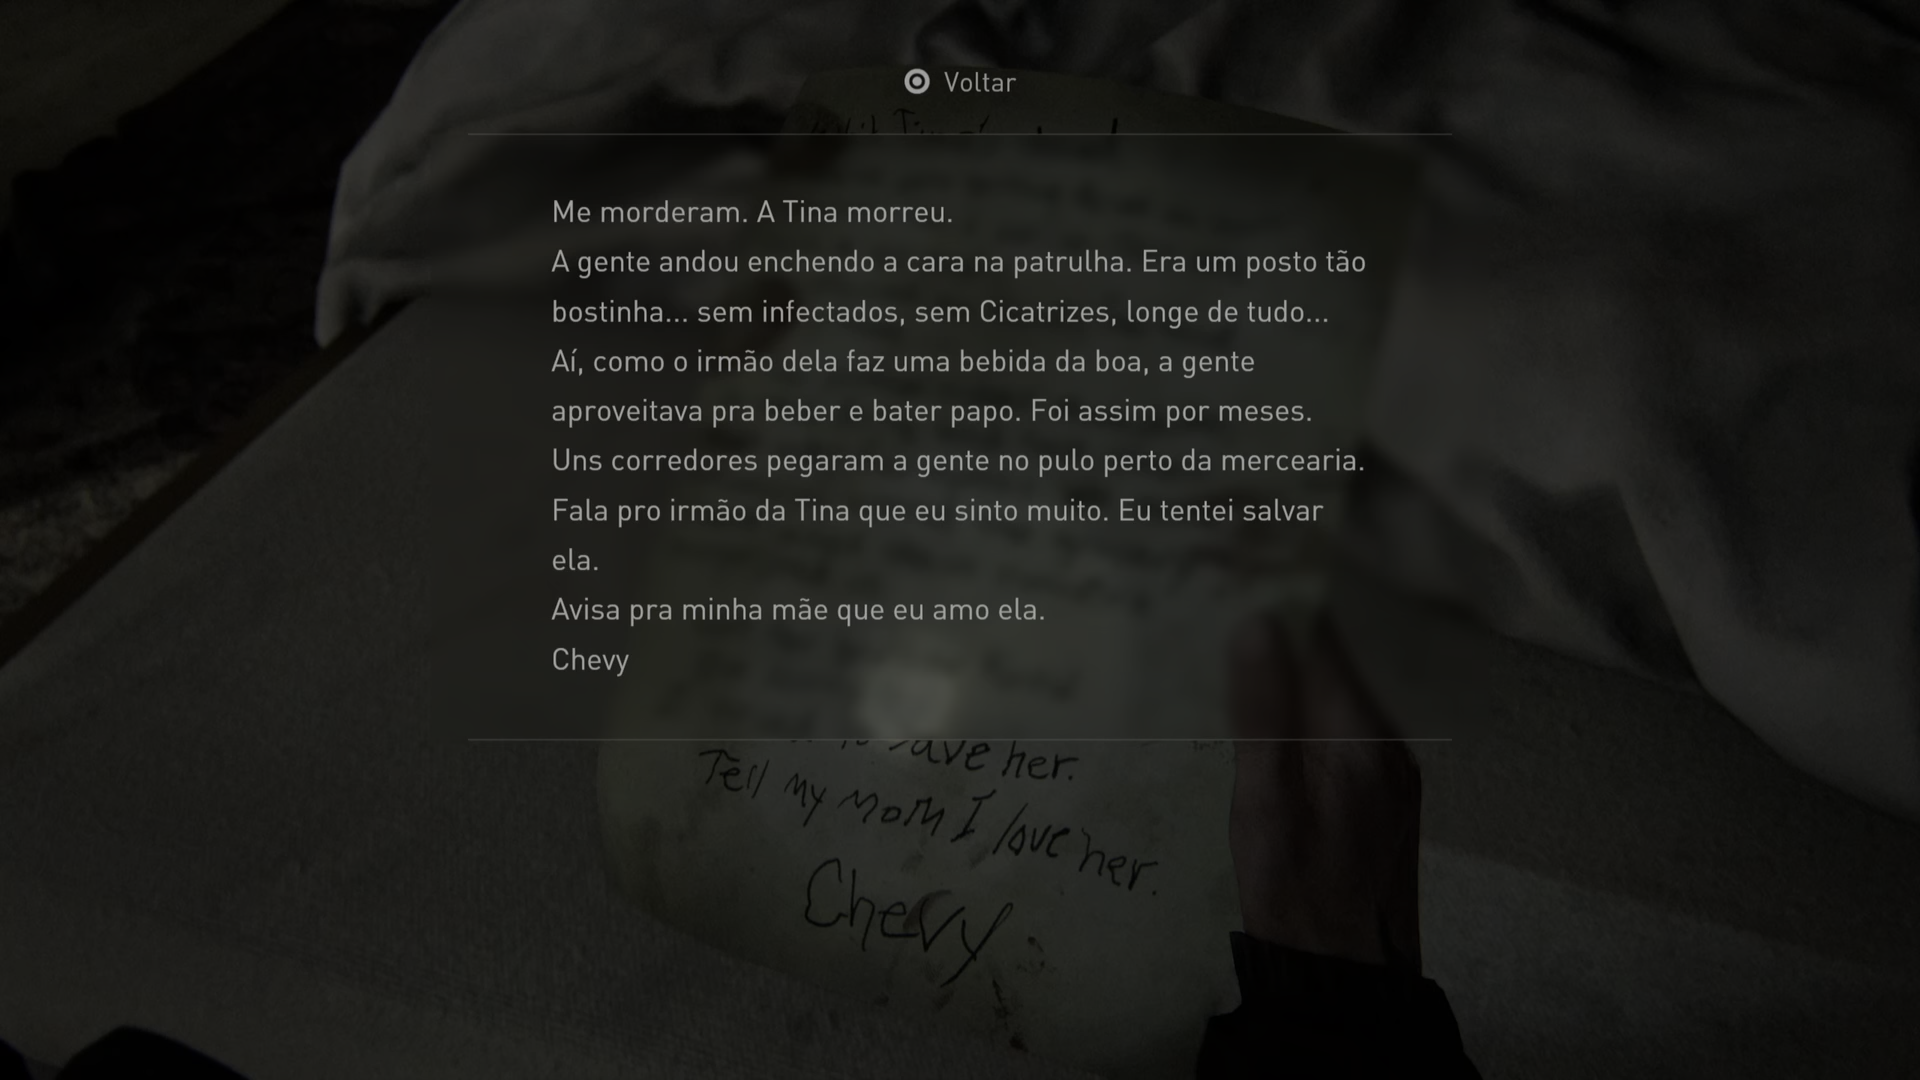 Voltar
Me morderam. A Tina morreu.
A gente andou enchendo a cara na patrulha. Era um posto tão
bostinha... sem infectados, sem Cicatrizes, longe de tudo...
Aí, como o irmão dela faz uma bebida da boa, a gente
aproveitava pra beber e bater papo. Foi assim por meses.
Uns corredores pegaram a gente no pulo perto da mercearia.
Fala pro irmão da Tina que eu sinto muito. Eu tentei salvar
ela.
Avisa pra minha mãe que eu amo ela.
Chevy
save her.
Tell my mom I love her.
Chevy